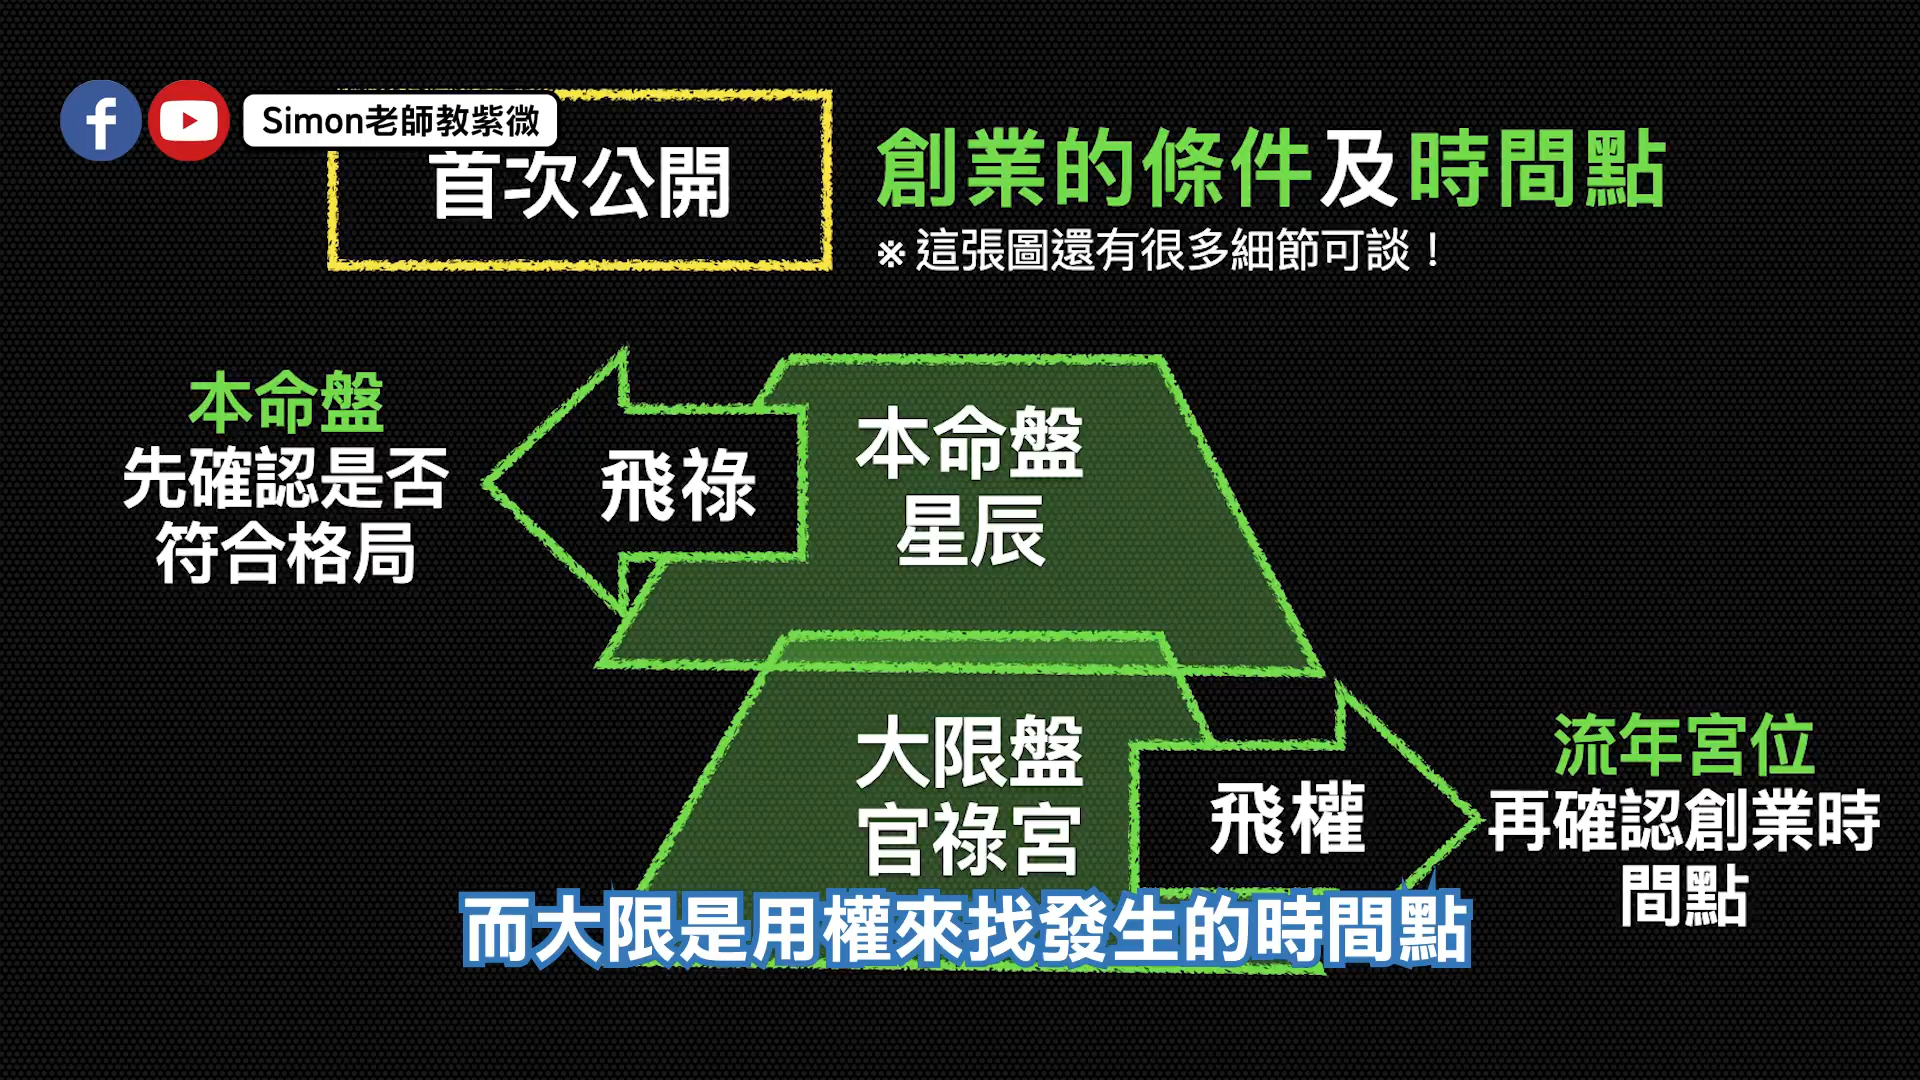 Simon老師教紫微
首次公開
創業的條件及時間點
※ 這張圖還有很多細節可談！
本命盤
先確認是否
符合格局
飛祿
本命盤
星辰
大限盤
官祿宮
飛權
流年宮位
再確認創業時
間點
而大限是用權來找發生的時間點